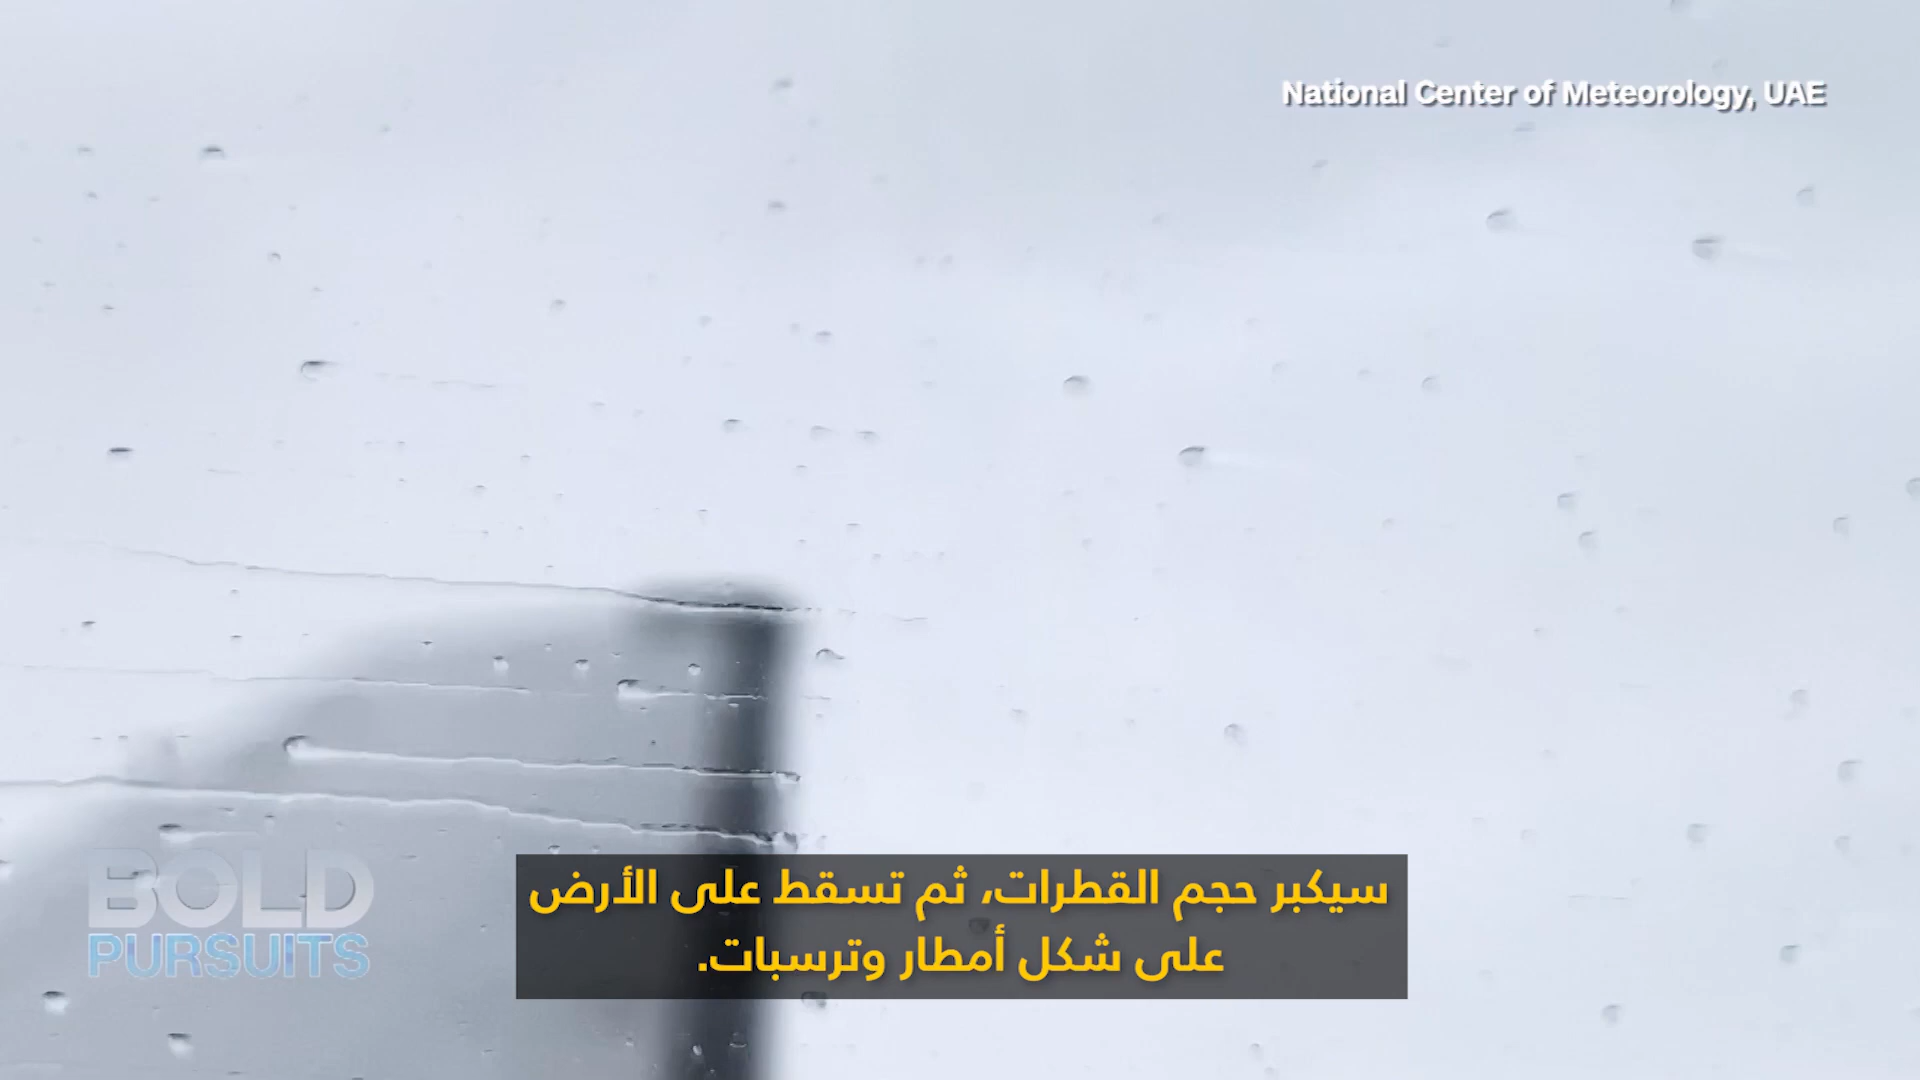 National Center of Meteorology, UAE
سيكبر حجم القطرات، ثم تسقط على الأرض
على شكل أمطار وترسبات.
BOLD
PURSUITS